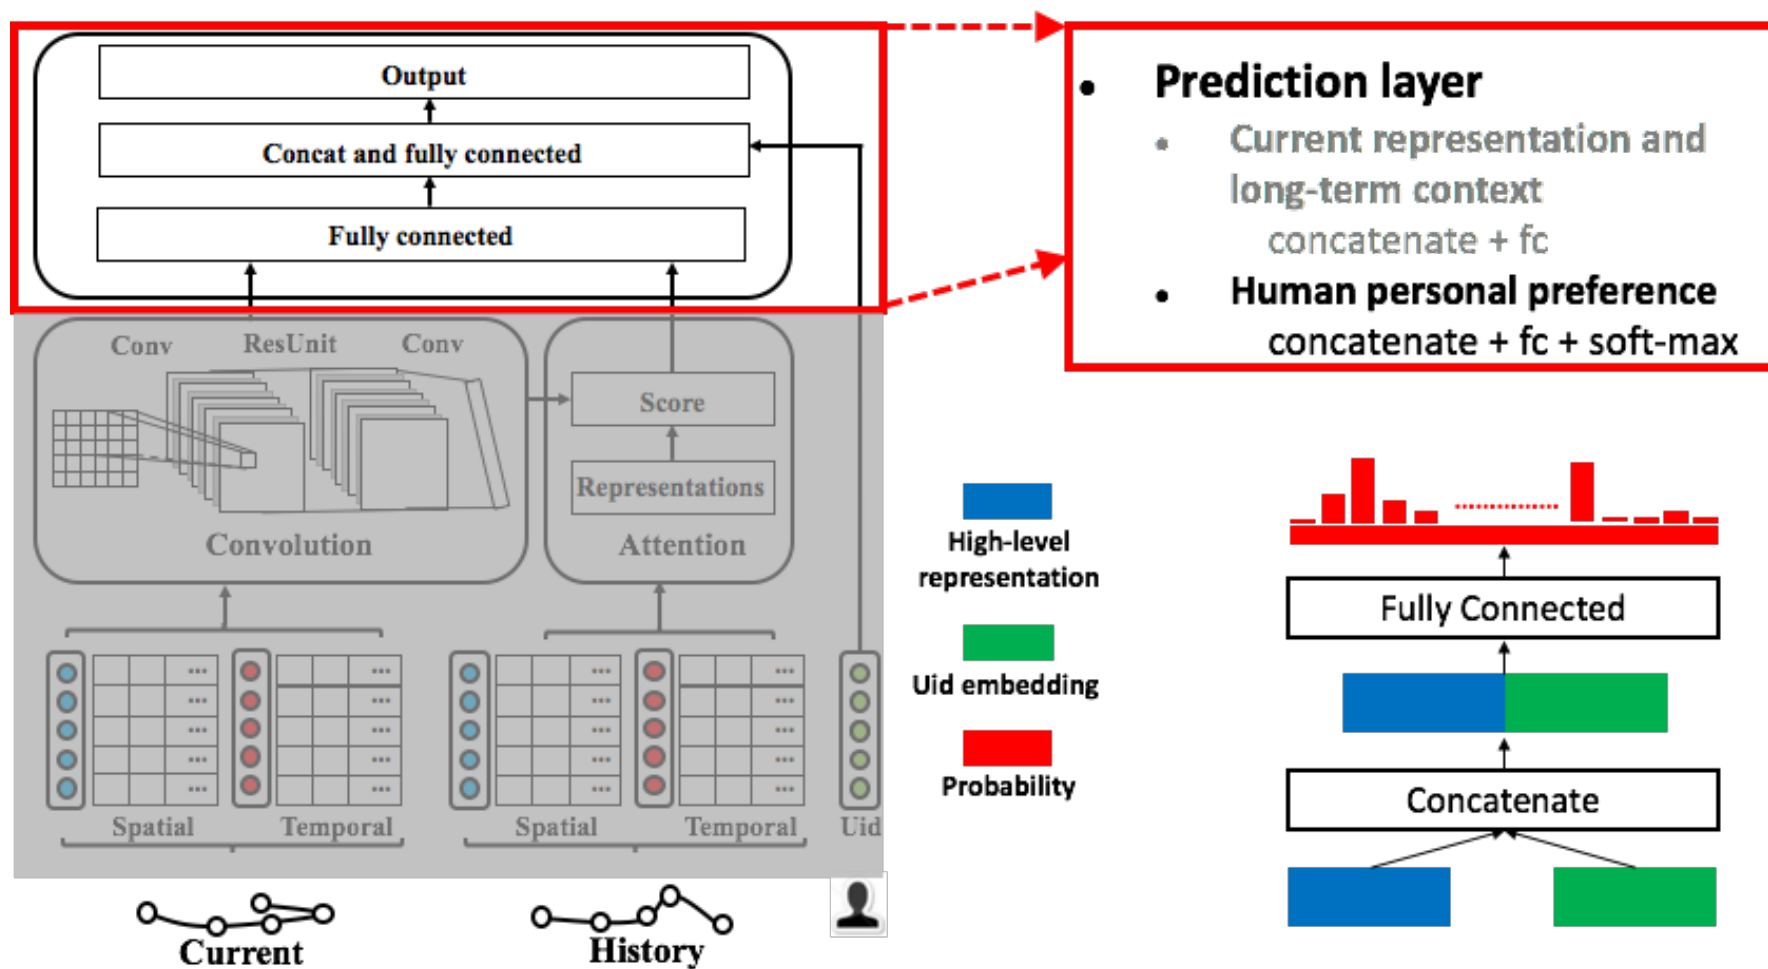 Output
Concat and fully connected
Fully connected
Conv ResUnit Conv
Convolution
Score
Representations
Attention
... ... ... ...
... ... ... ...
... ... ... ...
... ... ... ...
... ... ... ...
Spatial Temporal Spatial Temporal Uid
Current History
• Prediction layer
• Current representation and
long-term context
concatenate + fc
• Human personal preference
concatenate + fc + soft-max
High-level
representation
Uid embedding
Probability
Fully Connected
Concatenate